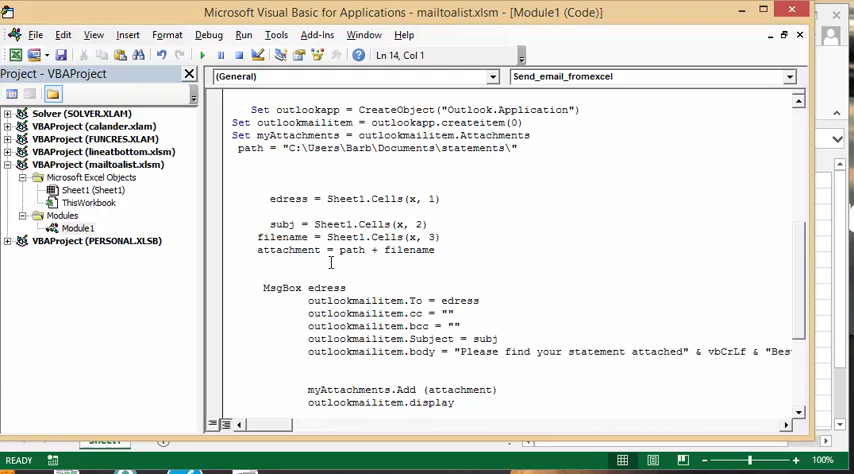 Microsoft Visual Basic for Applications - mailtoalist.xlsm - [Module1 (Code)]
File Edit View Insert Format Debug Run Tools Add-Ins Window Help
Ln 14, Col 1
Project - VBAProject
(General) Send_email_fromexcel
Solver (SOLVER.XLAM)
VBAProject (calander.xlam)
VBAProject (FUNCRES.XLAM)
VBAProject (lineatbottom.xlam)
VBAProject (mailtoalist.xlsm)
Microsoft Excel Objects
Sheet1 (Sheet1)
ThisWorkbook
Modules
Module1
VBAProject (PERSONAL.XLSB)
Set outlookapp = CreateObject("Outlook.Application")
Set outlookmailitem = outlookapp.createitem(0)
Set myAttachments = outlookmailitem.Attachments
path = "C:\Users\Barb\Documents\statements\"
edress = Sheet1.Cells(x, 1)
subj = Sheet1.Cells(x, 2)
filename = Sheet1.Cells(x, 3)
attachment = path + filename
MsgBox edress
outlookmailitem.To = edress
outlookmailitem.cc = ""
outlookmailitem.bcc = ""
outlookmailitem.Subject = subj
outlookmailitem.body = "Please find your statement attached" & vbCrLf & "Bes
myAttachments.Add (attachment)
outlookmailitem.display
Sheet1
READY
100%